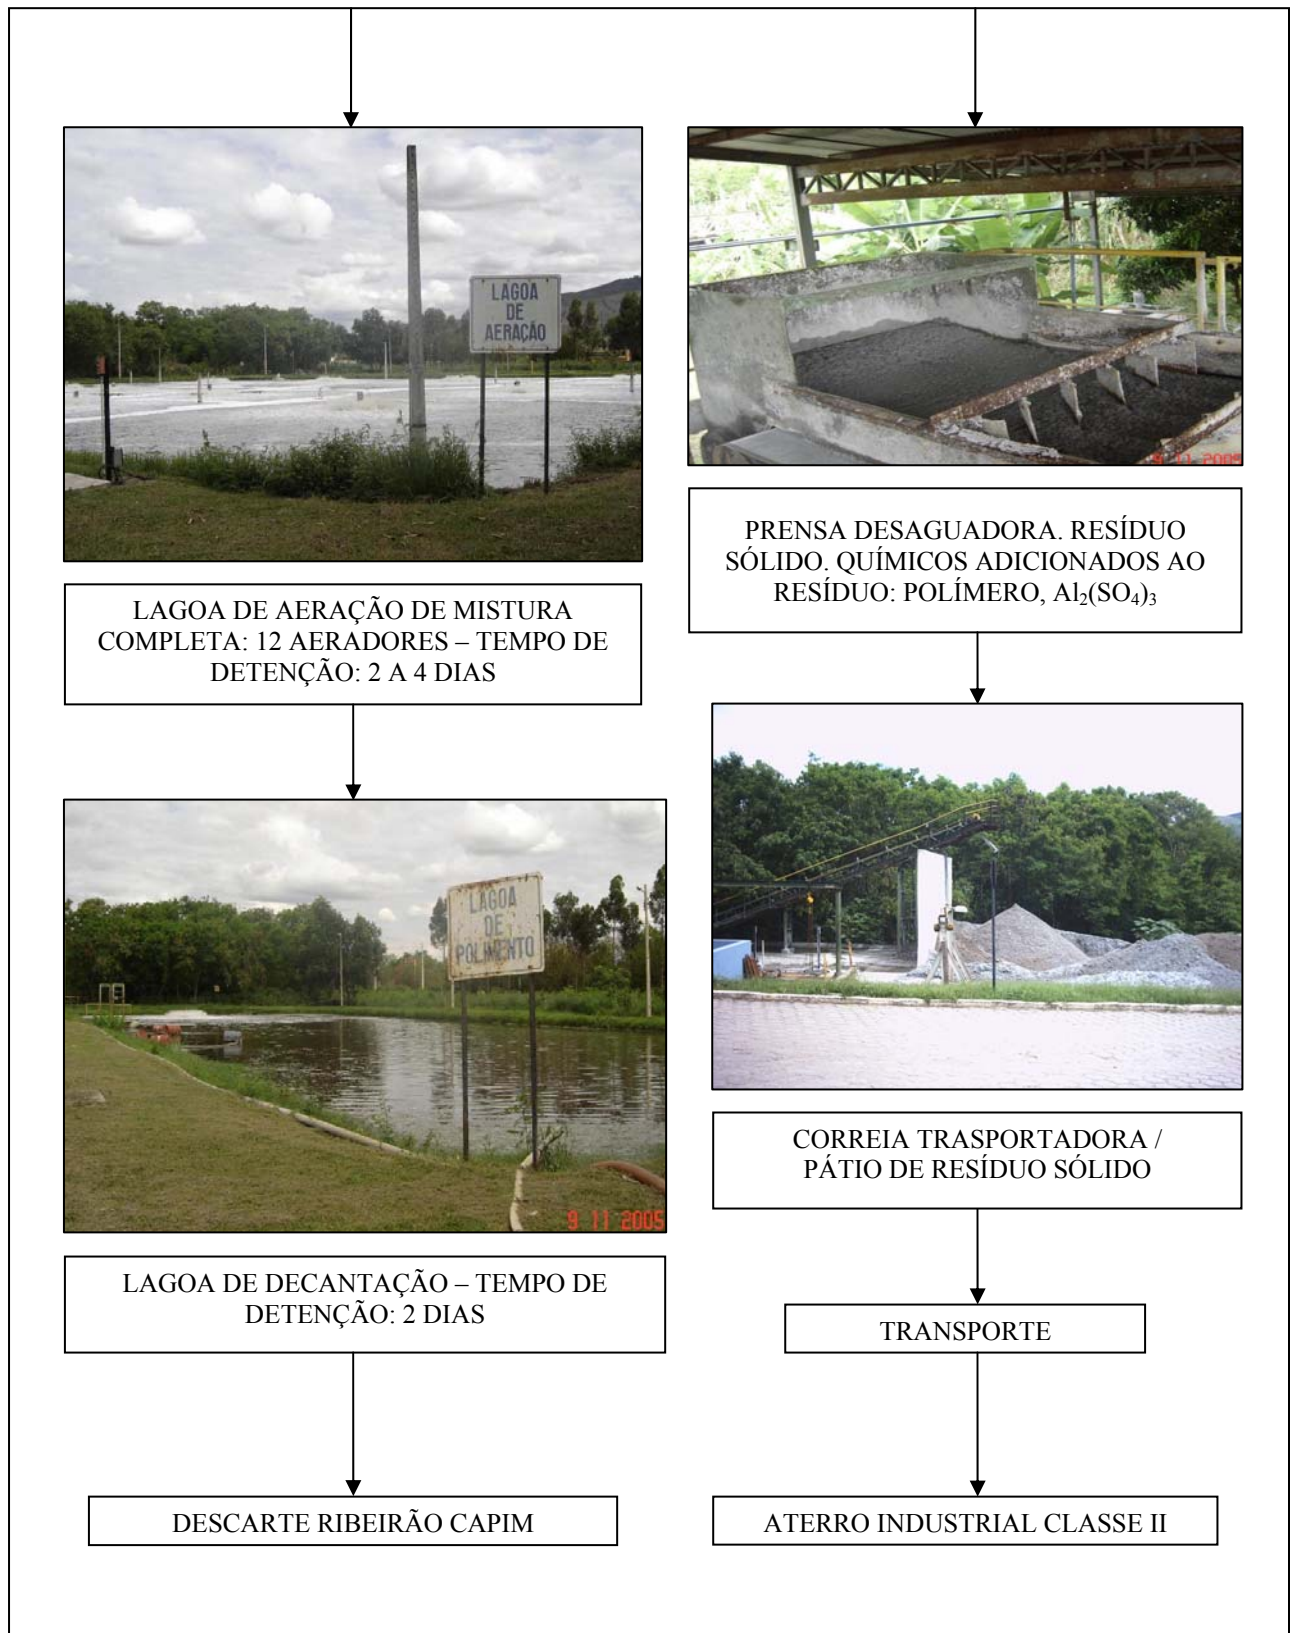 LAGOA
DE
AERAÇÃO
LAGOA DE AERAÇÃO DE MISTURA
COMPLETA: 12 AERADORES – TEMPO DE
DETENÇÃO: 2 A 4 DIAS
LAGOA
DE
POLIMENTO
9 11 2005
LAGOA DE DECANTAÇÃO – TEMPO DE
DETENÇÃO: 2 DIAS
DESCARTE RIBEIRÃO CAPIM
9 11 2005
PRENSA DESAGUADORA. RESÍDUO
SÓLIDO. QUÍMICOS ADICIONADOS AO
RESÍDUO: POLÍMERO, Al₂(SO₄)₃
CORREIA TRASPORTADORA /
PÁTIO DE RESÍDUO SÓLIDO
TRANSPORTE
ATERRO INDUSTRIAL CLASSE II